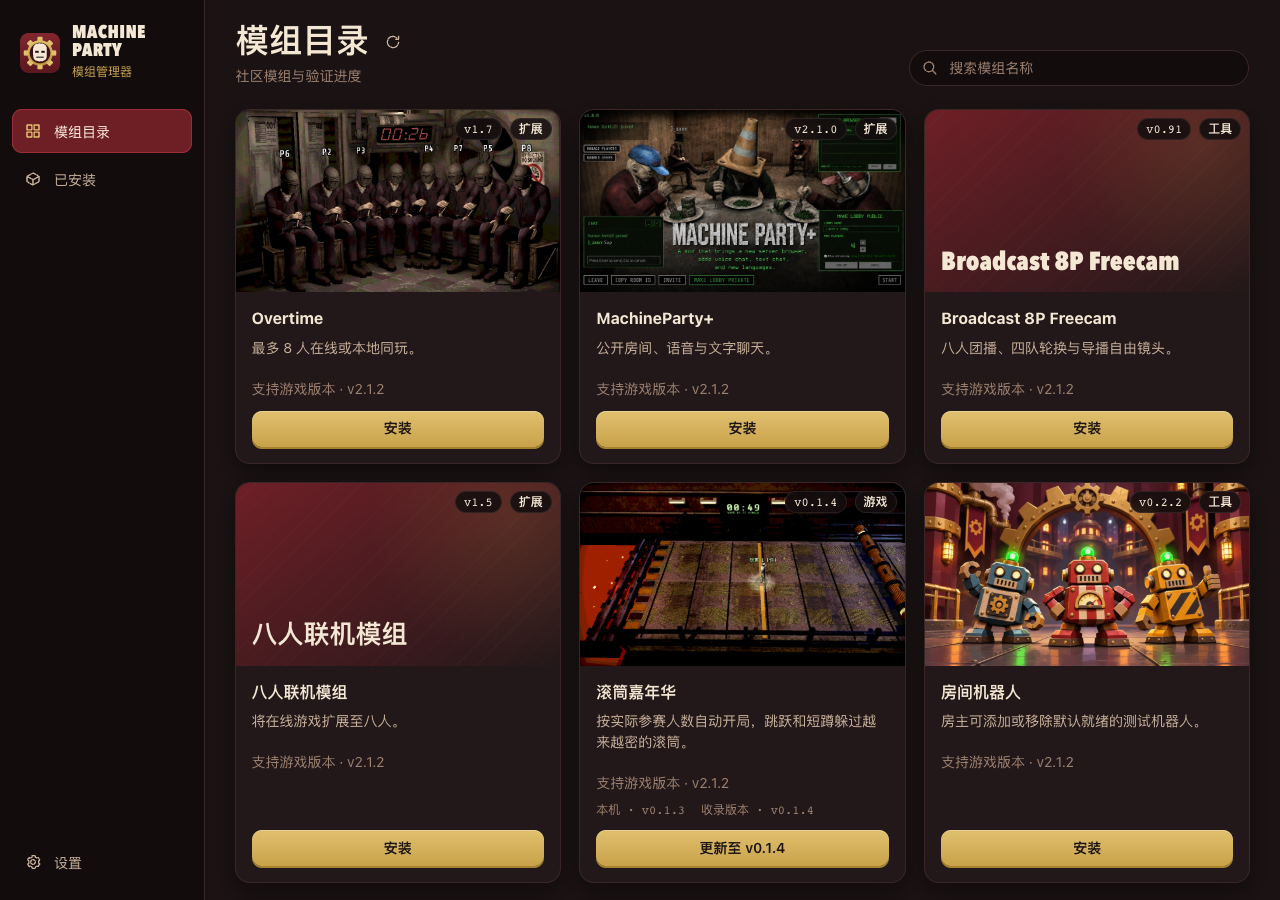 MACHINE
PARTY
模组管理器
模组目录
已安装
设置
模组目录
社区模组与验证进度
搜索模组名称
v1.7
扩展
00:26
P6
P2
P3
P4
P7
P5
P8
Overtime
最多 8 人在线或本地同玩。
支持游戏版本 · v2.1.2
安装
v2.1.0
扩展
MACHINE PARTY+
A mod that brings a new server browser,
some voice chat, text chat,
and new languages.
CHAT
MAKE LOBBY PUBLIC
LEAVE
COPY ROOM ID
INVITE
MAKE LOBBY PRIVATE
START
MachineParty+
公开房间、语音与文字聊天。
支持游戏版本 · v2.1.2
安装
v0.91
工具
Broadcast 8P Freecam
Broadcast 8P Freecam
八人团播、四队轮换与导播自由镜头。
支持游戏版本 · v2.1.2
安装
v1.5
扩展
八人联机模组
八人联机模组
将在线游戏扩展至八人。
支持游戏版本 · v2.1.2
安装
v0.1.4
游戏
00:49
滚筒嘉年华
按实际参赛人数自动开局，跳跃和短蹲躲过越
来越密的滚筒。
支持游戏版本 · v2.1.2
本机 · v0.1.3 收录版本 · v0.1.4
更新至 v0.1.4
v0.2.2
工具
房间机器人
房主可添加或移除默认就绪的测试机器人。
支持游戏版本 · v2.1.2
安装